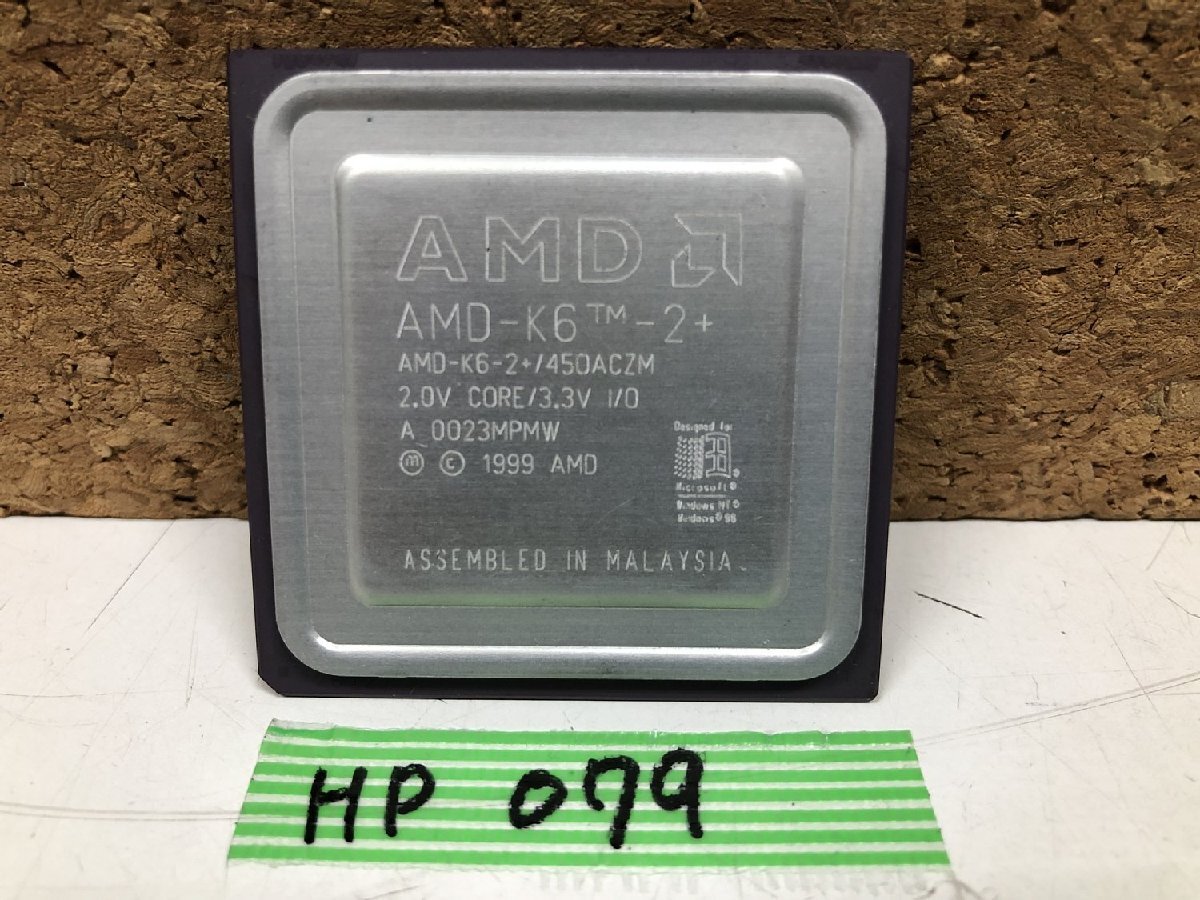 AMD
AMD-K6™-2+
AMD-K6-2+/450ACZM
2.0V CORE/3.3V I/O
A 0023MPMW
ⓜ © 1999 AMD
Designed for
Microsoft®
Windows NT®
Windows® 98
ASSEMBLED IN MALAYSIA
HP 079